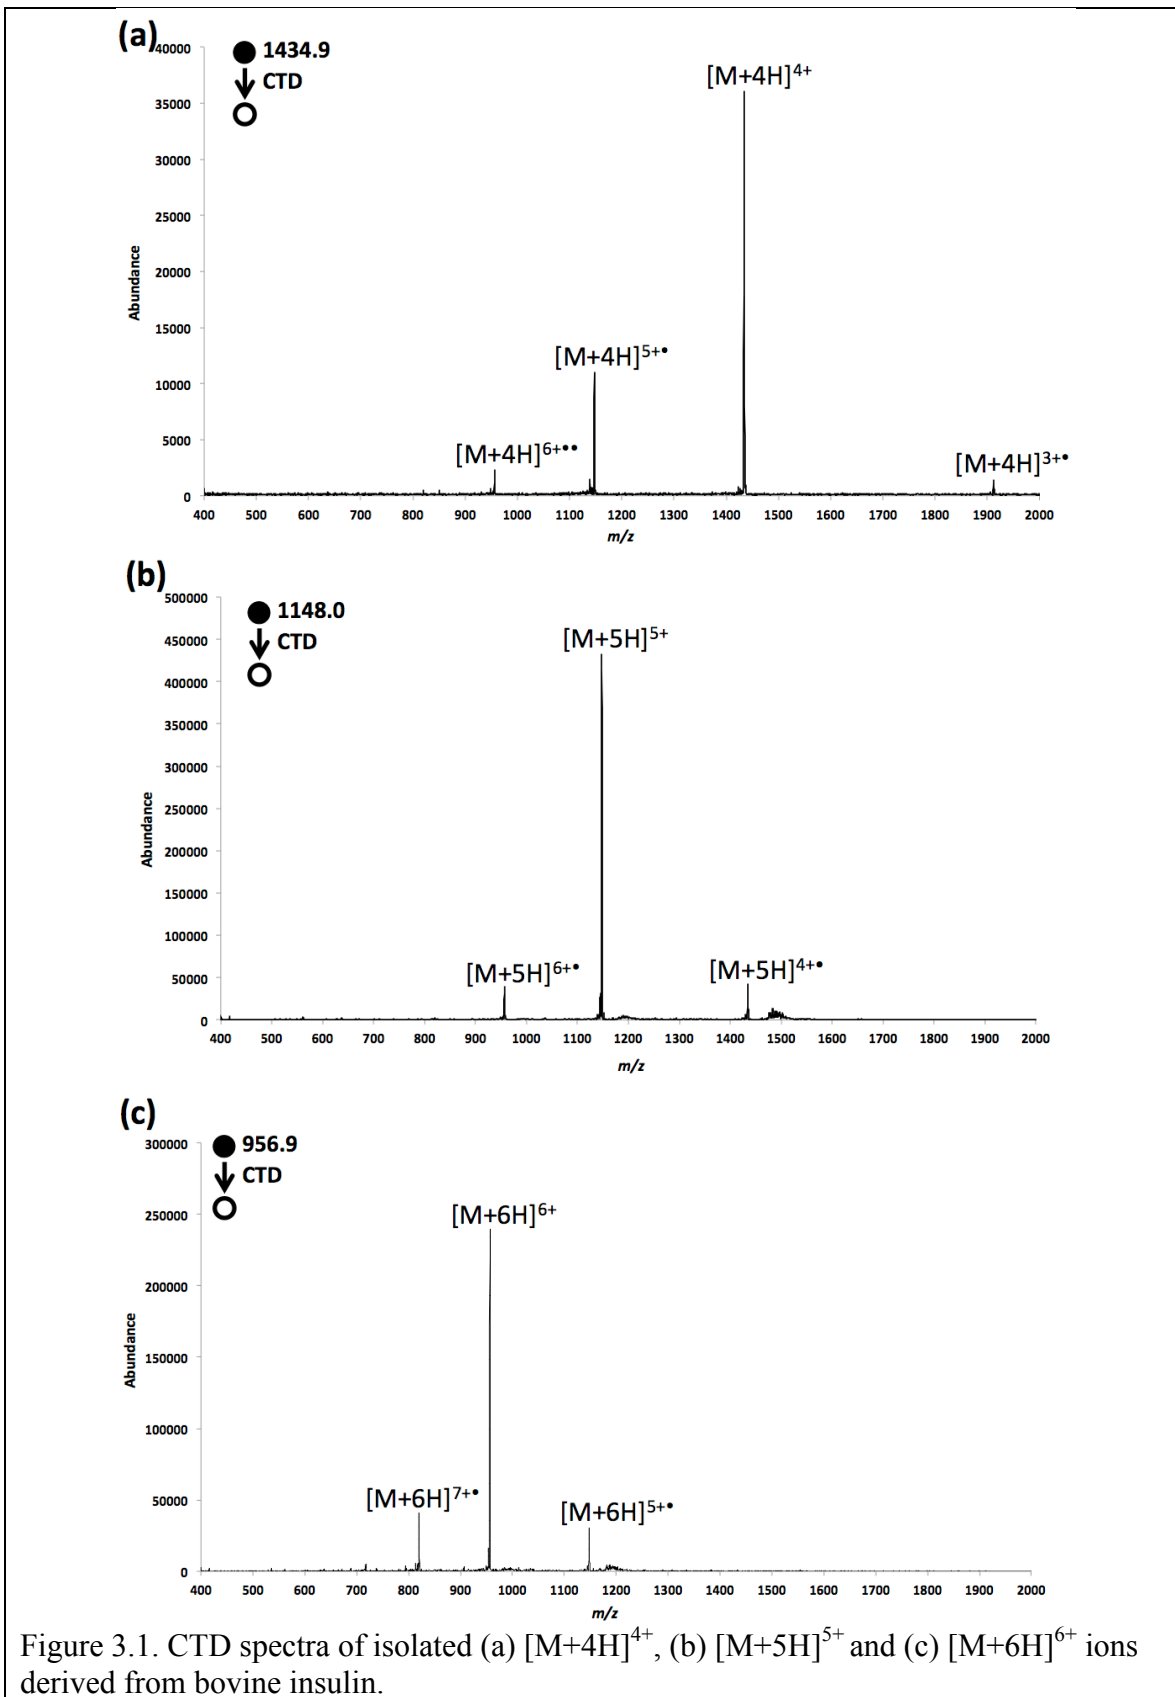 (a)
1434.9
CTD
[M+4H]4+
[M+4H]5+•
[M+4H]6+••
[M+4H]3+•
40000
35000
30000
25000
20000
15000
10000
5000
0
Abundance
400 500 600 700 800 900 1000 1100 1200 1300 1400 1500 1600 1700 1800 1900 2000
m/z
(b)
1148.0
CTD
[M+5H]5+
[M+5H]6+•
[M+5H]4+•
500000
450000
400000
350000
300000
250000
200000
150000
100000
50000
0
Abundance
400 500 600 700 800 900 1000 1100 1200 1300 1400 1500 1600 1700 1800 1900 2000
m/z
(c)
956.9
CTD
[M+6H]6+
[M+6H]7+•
[M+6H]5+•
300000
250000
200000
150000
100000
50000
0
Abundance
400 500 600 700 800 900 1000 1100 1200 1300 1400 1500 1600 1700 1800 1900 2000
m/z
Figure 3.1. CTD spectra of isolated (a) [M+4H]4+, (b) [M+5H]5+ and (c) [M+6H]6+ ions
derived from bovine insulin.